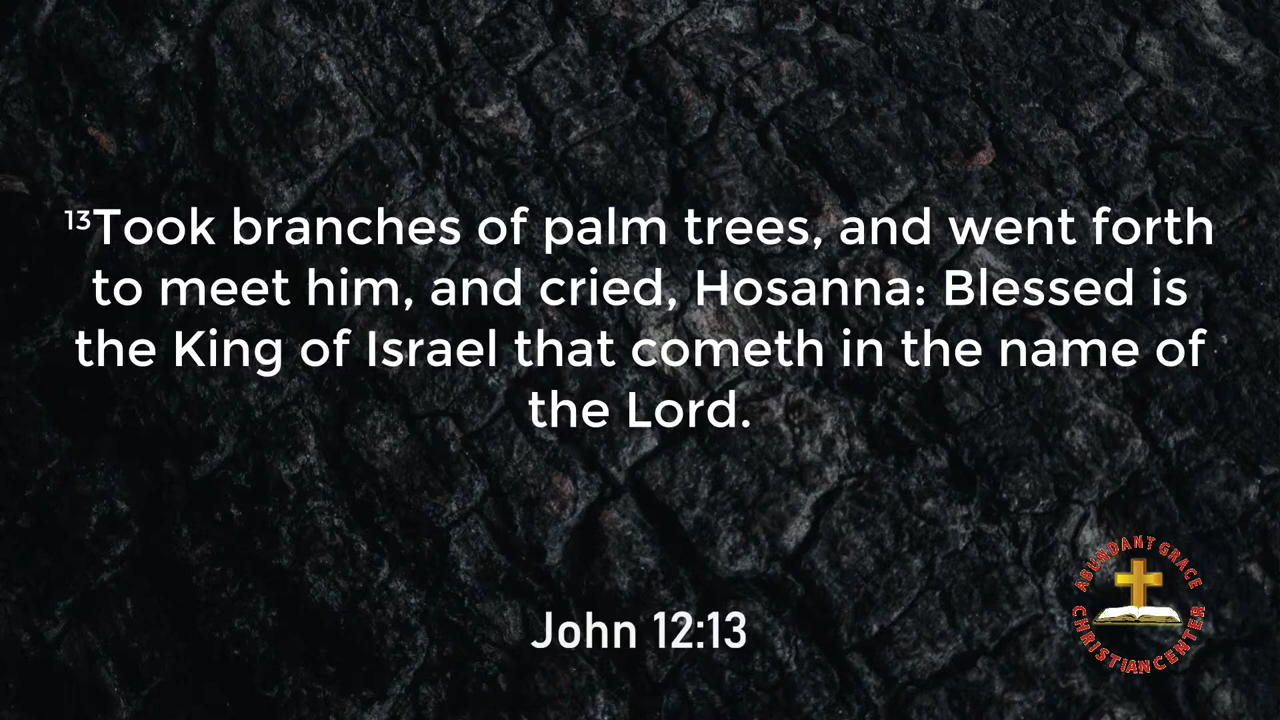 ¹³Took branches of palm trees, and went forth
to meet him, and cried, Hosanna: Blessed is
the King of Israel that cometh in the name of
the Lord.
John 12:13
ABUNDANT GRACE
CHRISTIAN CENTER